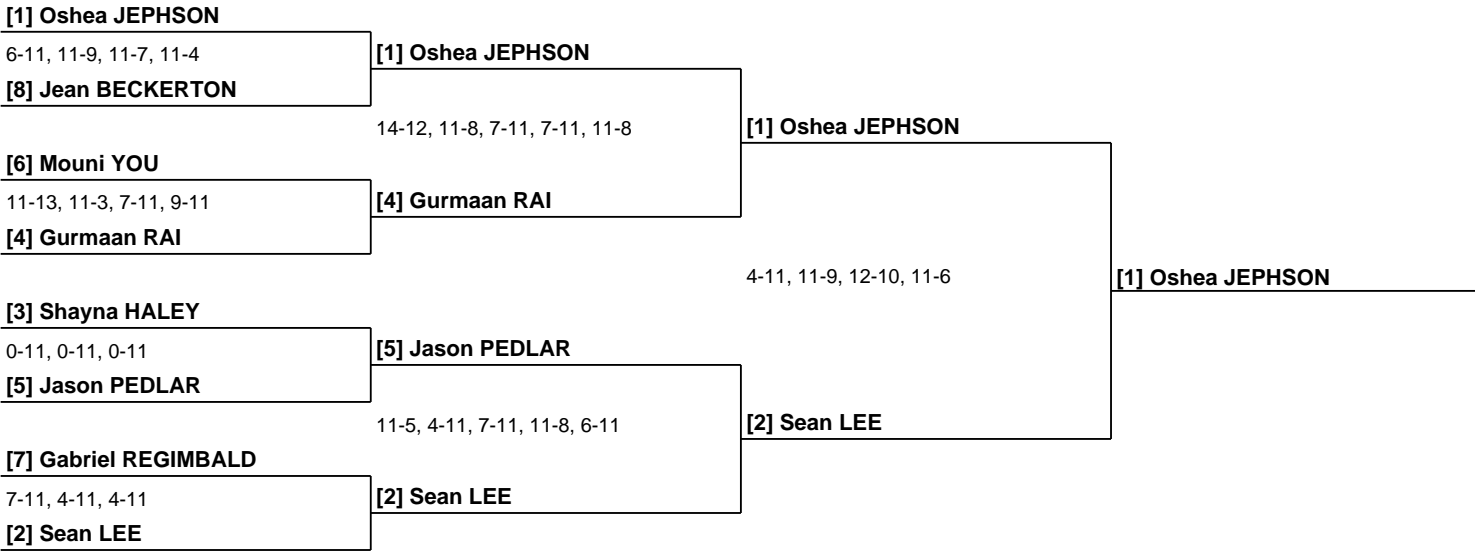 [1] Oshea JEPHSON
6-11, 11-9, 11-7, 11-4
[1] Oshea JEPHSON
[8] Jean BECKERTON
14-12, 11-8, 7-11, 7-11, 11-8
[1] Oshea JEPHSON
[6] Mouni YOU
11-13, 11-3, 7-11, 9-11
[4] Gurmaan RAI
[4] Gurmaan RAI
4-11, 11-9, 12-10, 11-6
[1] Oshea JEPHSON
[3] Shayna HALEY
0-11, 0-11, 0-11
[5] Jason PEDLAR
[5] Jason PEDLAR
11-5, 4-11, 7-11, 11-8, 6-11
[2] Sean LEE
[7] Gabriel REGIMBALD
7-11, 4-11, 4-11
[2] Sean LEE
[2] Sean LEE